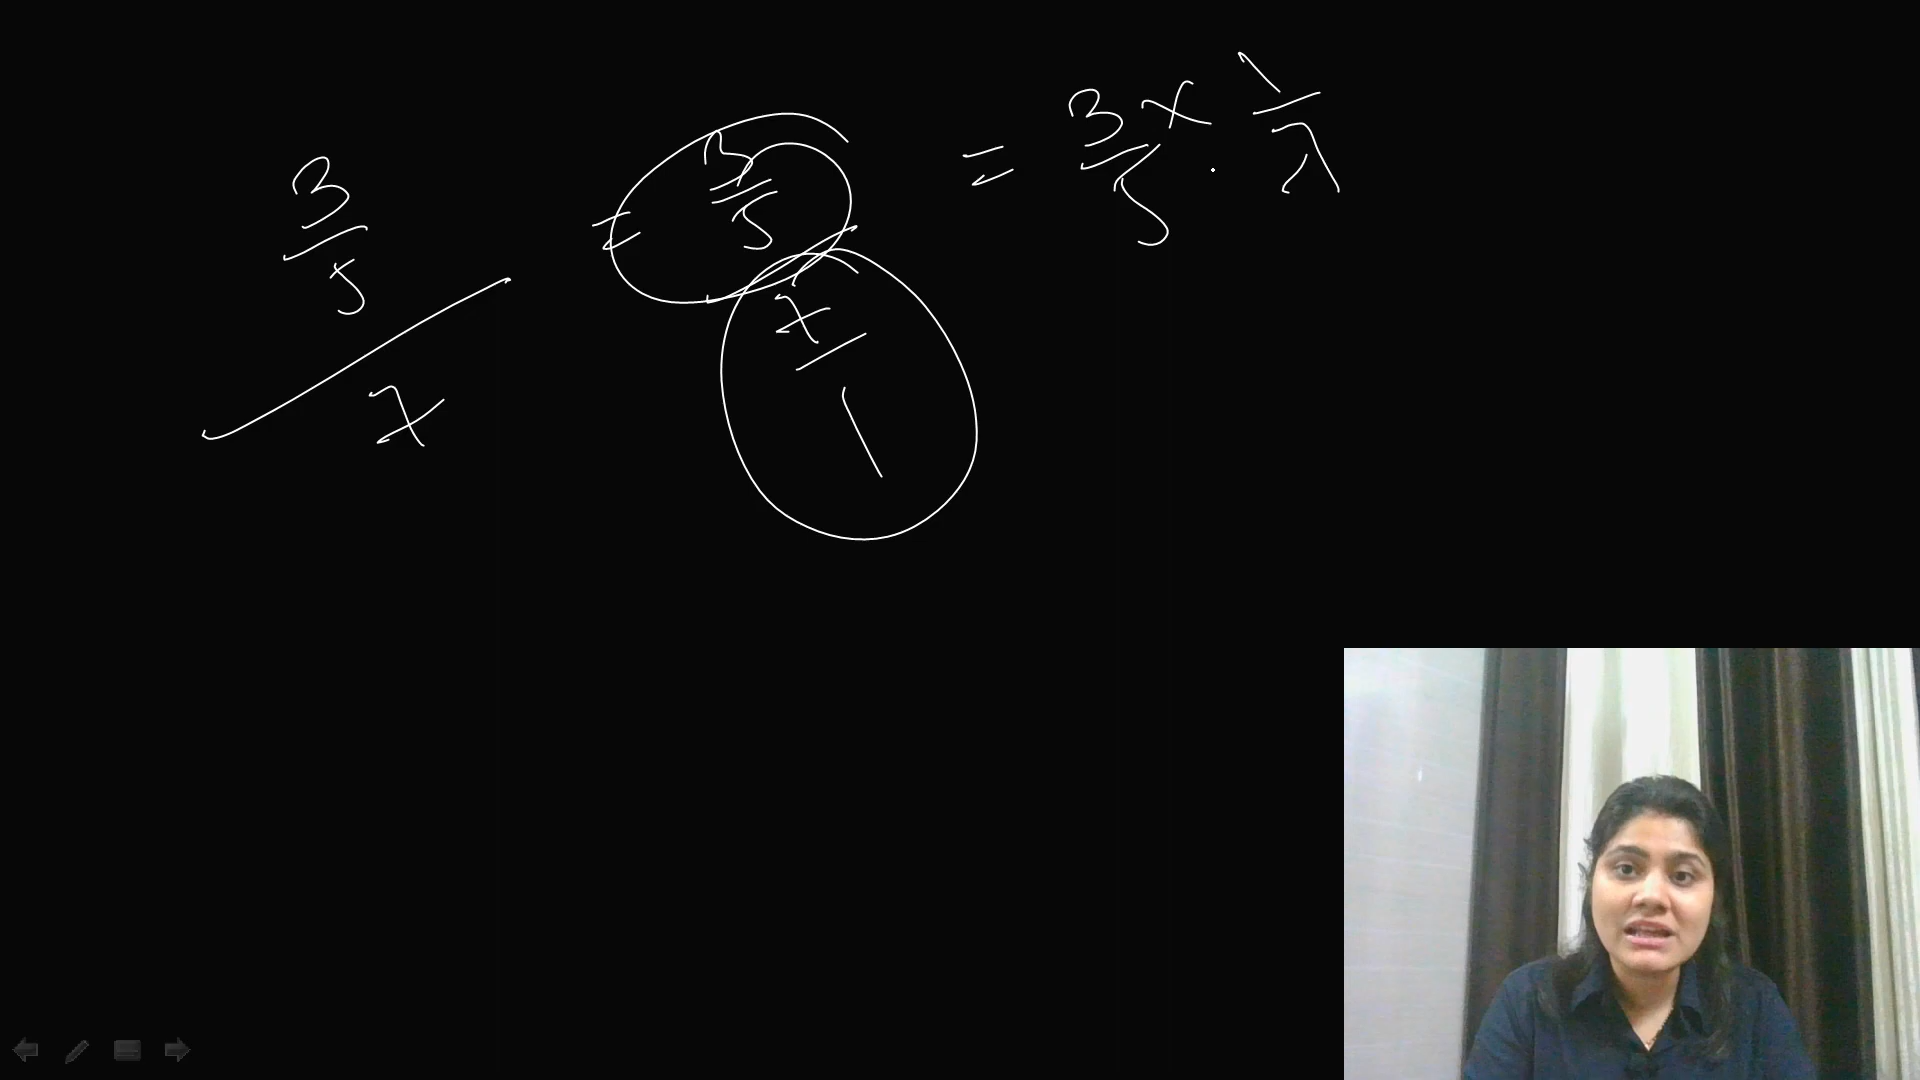 3/5 / 7 = 3/5 / 7/1 = 3/5 × 1/7